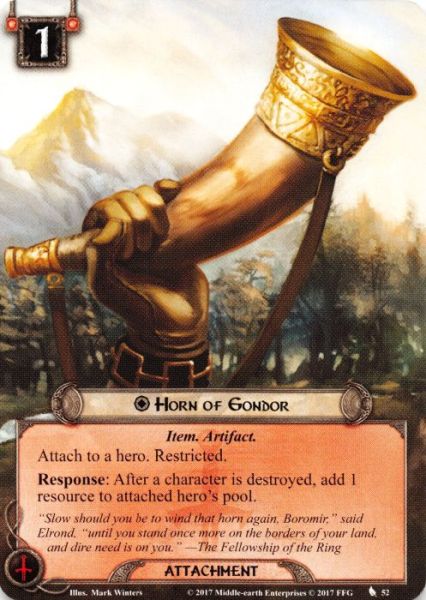 1
Horn of Gondor
Item. Artifact.
Attach to a hero. Restricted.
Response: After a character is destroyed, add 1
resource to attached hero's pool.
"Slow should you be to wind that horn again, Boromir," said
Elrond, "until you stand once more on the borders of your land,
and dire need is on you." —The Fellowship of the Ring
ATTACHMENT
Illus. Mark Winters © 2017 Middle-earth Enterprises © 2017 FFG 52